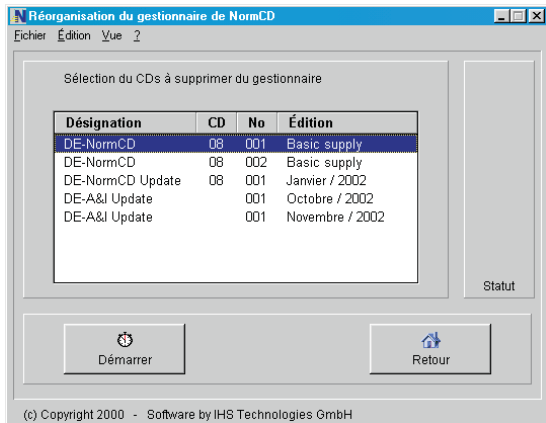 Réorganisation du gestionnaire de NormCD
Fichier Édition Vue ?
Sélection du CDs à supprimer du gestionnaire
Désignation CD No Édition
DE-NormCD 08 001 Basic supply
DE-NormCD 08 002 Basic supply
DE-NormCD Update 08 001 Janvier / 2002
DE-A&I Update 001 Octobre / 2002
DE-A&I Update 001 Novembre / 2002
Statut
Démarrer Retour
(c) Copyright 2000 - Software by IHS Technologies GmbH